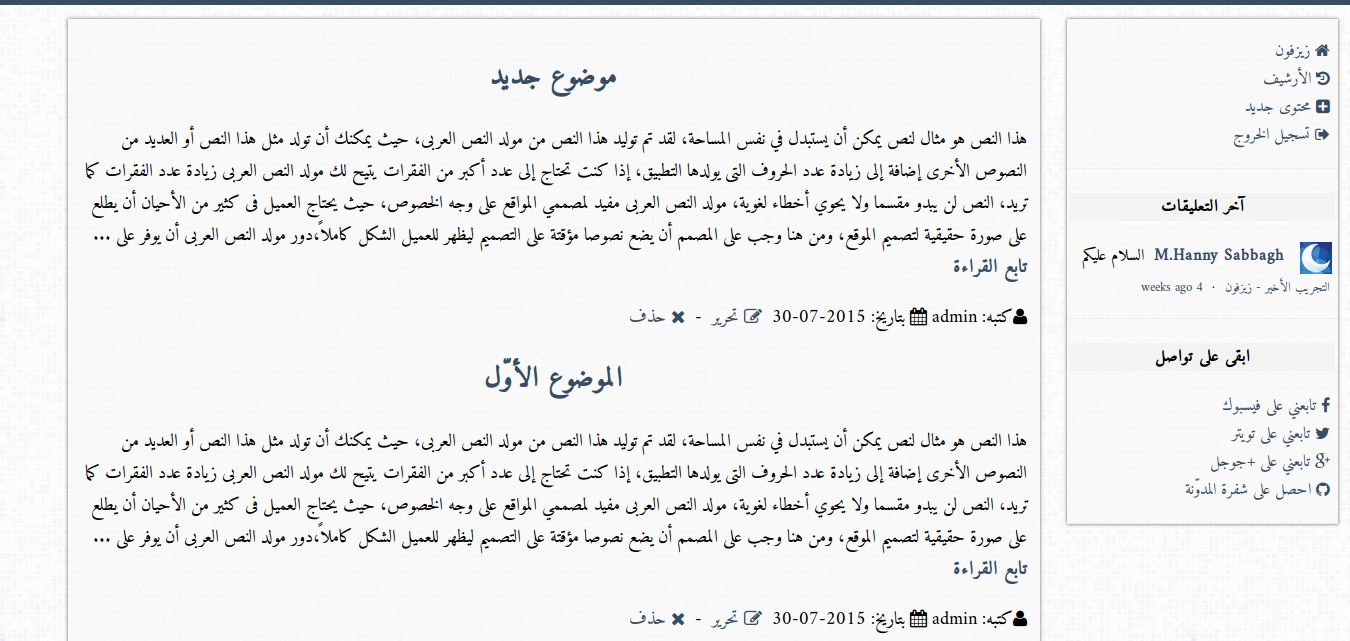 زيزفون
الأرشيف
محتوى جديد
تسجيل الخروج
آخر التعليقات
M.Hanny Sabbagh السلام عليكم
التجريب الأخير - زيزفون · 4 weeks ago
ابقى على تواصل
تابعني على فيسبوك
تابعني على تويتر
تابعني على +جوجل
احصل على شفرة المدوّنة
موضوع جديد
هذا النص هو مثال لنص يمكن أن يستبدل في نفس المساحة، لقد تم توليد هذا النص من مولد النص العربى، حيث يمكنك أن تولد مثل هذا النص أو العديد من
النصوص الأخرى إضافة إلى زيادة عدد الحروف التى يولدها التطبيق، إذا كنت تحتاج إلى عدد أكبر من الفقرات يتيح لك مولد النص العربى زيادة عدد الفقرات كما
تريد، النص لن يبدو مقسما ولا يحوي أخطاء لغوية، مولد النص العربى مفيد لمصممي المواقع على وجه الخصوص، حيث يحتاج العميل فى كثير من الأحيان أن يطلع
على صورة حقيقية لتصميم الموقع، ومن هنا وجب على المصمم أن يضع نصوصا مؤقتة على التصميم ليظهر للعميل الشكل كاملاً،دور مولد النص العربى أن يوفر على ...
تابع القراءة
كتبه: admin بتاريخ: 30-07-2015 تحرير - حذف
الموضوع الأوّل
هذا النص هو مثال لنص يمكن أن يستبدل في نفس المساحة، لقد تم توليد هذا النص من مولد النص العربى، حيث يمكنك أن تولد مثل هذا النص أو العديد من
النصوص الأخرى إضافة إلى زيادة عدد الحروف التى يولدها التطبيق، إذا كنت تحتاج إلى عدد أكبر من الفقرات يتيح لك مولد النص العربى زيادة عدد الفقرات كما
تريد، النص لن يبدو مقسما ولا يحوي أخطاء لغوية، مولد النص العربى مفيد لمصممي المواقع على وجه الخصوص، حيث يحتاج العميل فى كثير من الأحيان أن يطلع
على صورة حقيقية لتصميم الموقع، ومن هنا وجب على المصمم أن يضع نصوصا مؤقتة على التصميم ليظهر للعميل الشكل كاملاً،دور مولد النص العربى أن يوفر على ...
تابع القراءة
كتبه: admin بتاريخ: 30-07-2015 تحرير - حذف